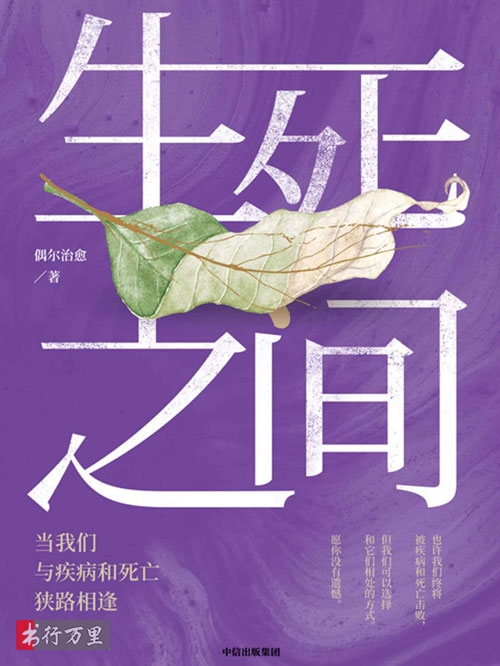 生死
之间
偶尔治愈
／著
当我们
与疾病和死亡
狭路相逢
也许我们终将
被疾病和死亡击败，
但我们可以选择
和它们相处的方式。
愿你没有遗憾。
书行万里
中信出版集团